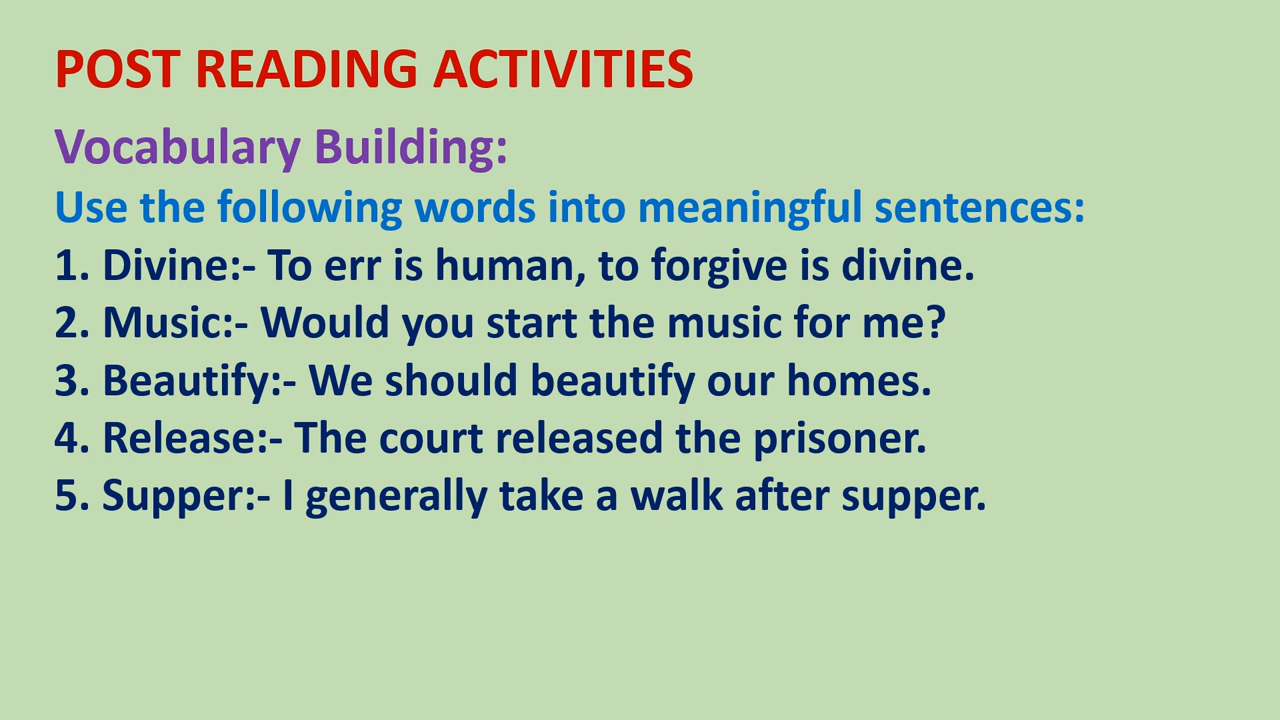 POST READING ACTIVITIES
Vocabulary Building:
Use the following words into meaningful sentences:
1. Divine:- To err is human, to forgive is divine.
2. Music:- Would you start the music for me?
3. Beautify:- We should beautify our homes.
4. Release:- The court released the prisoner.
5. Supper:- I generally take a walk after supper.